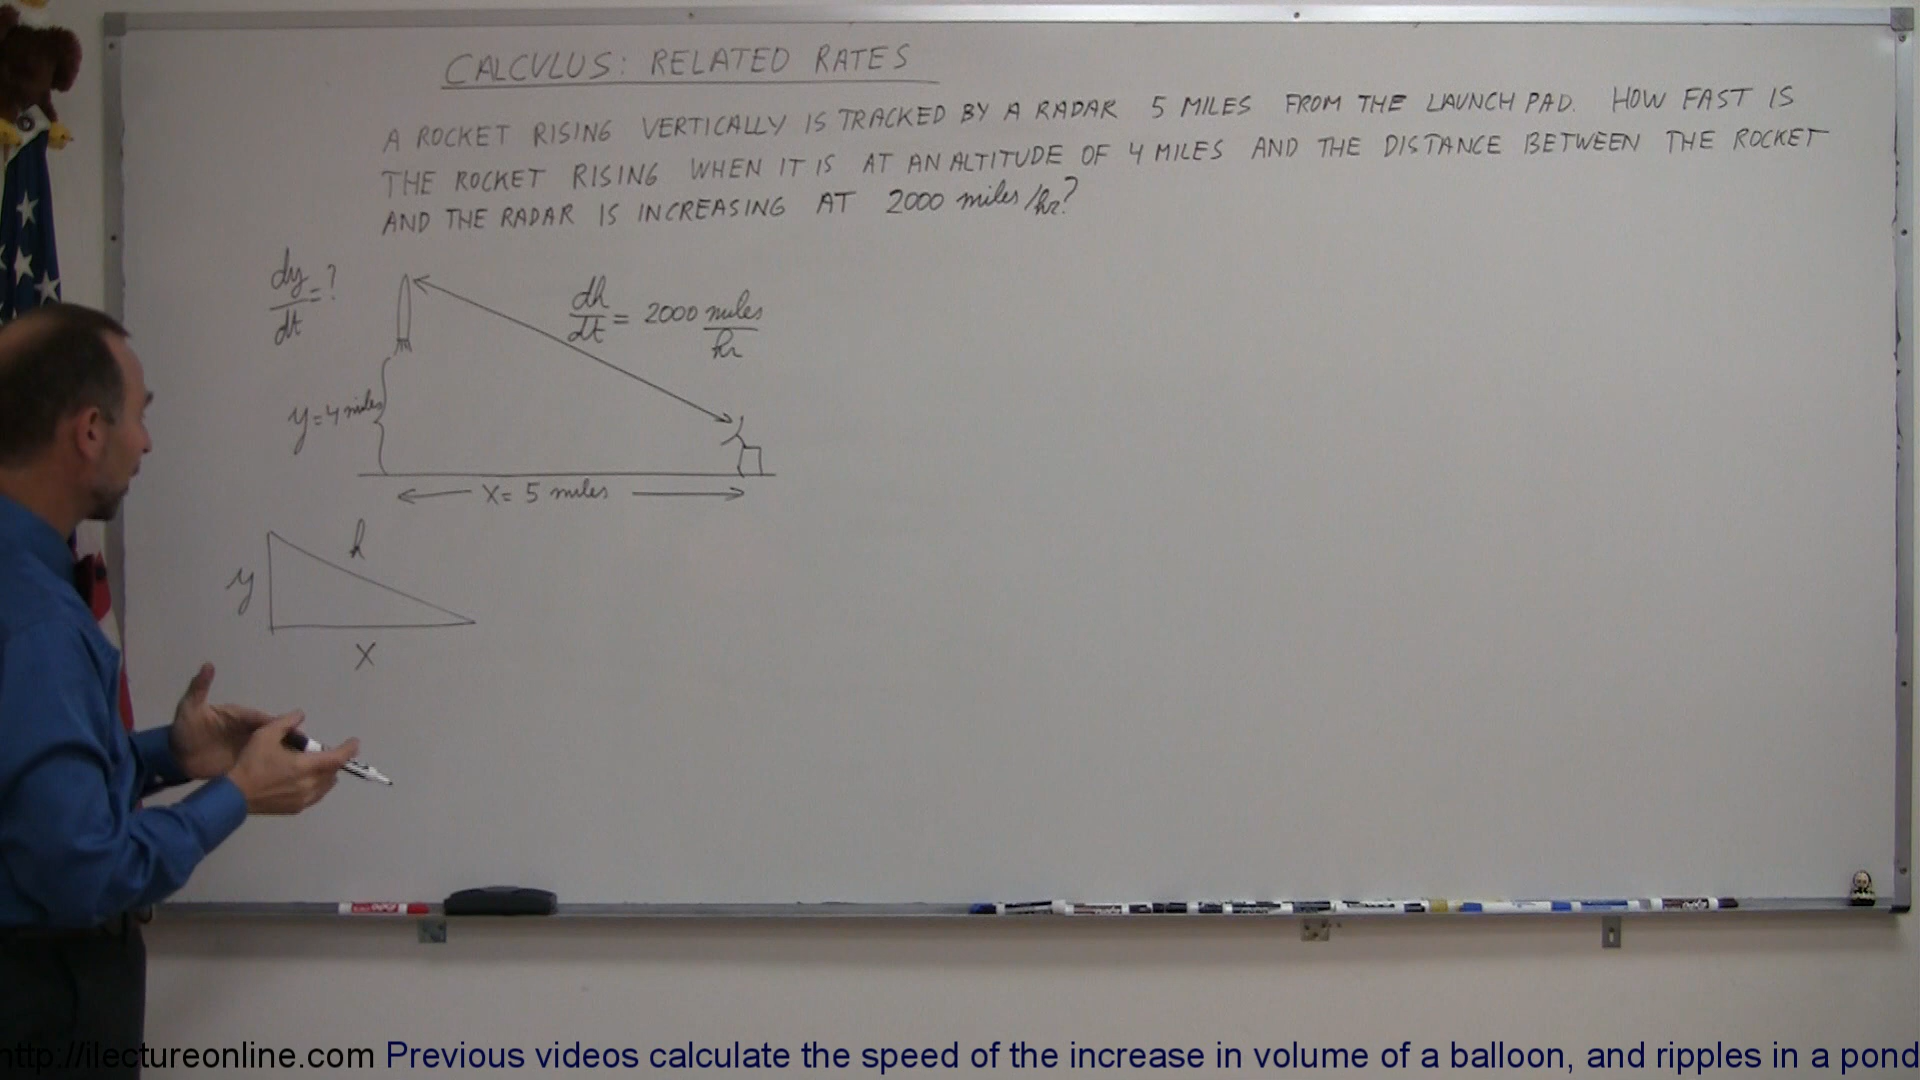 CALCULUS: RELATED RATES
A ROCKET RISING VERTICALLY IS TRACKED BY A RADAR 5 MILES FROM THE LAUNCH PAD. HOW FAST IS
THE ROCKET RISING WHEN IT IS AT AN ALTITUDE OF 4 MILES AND THE DISTANCE BETWEEN THE ROCKET
AND THE RADAR IS INCREASING AT 2000 miles/hr?
dy/dt = ?
dh/dt = 2000 miles/hr
y = 4 miles
X = 5 miles
h
y
X
http://ilectureonline.com Previous videos calculate the speed of the increase in volume of a balloon, and ripples in a pond